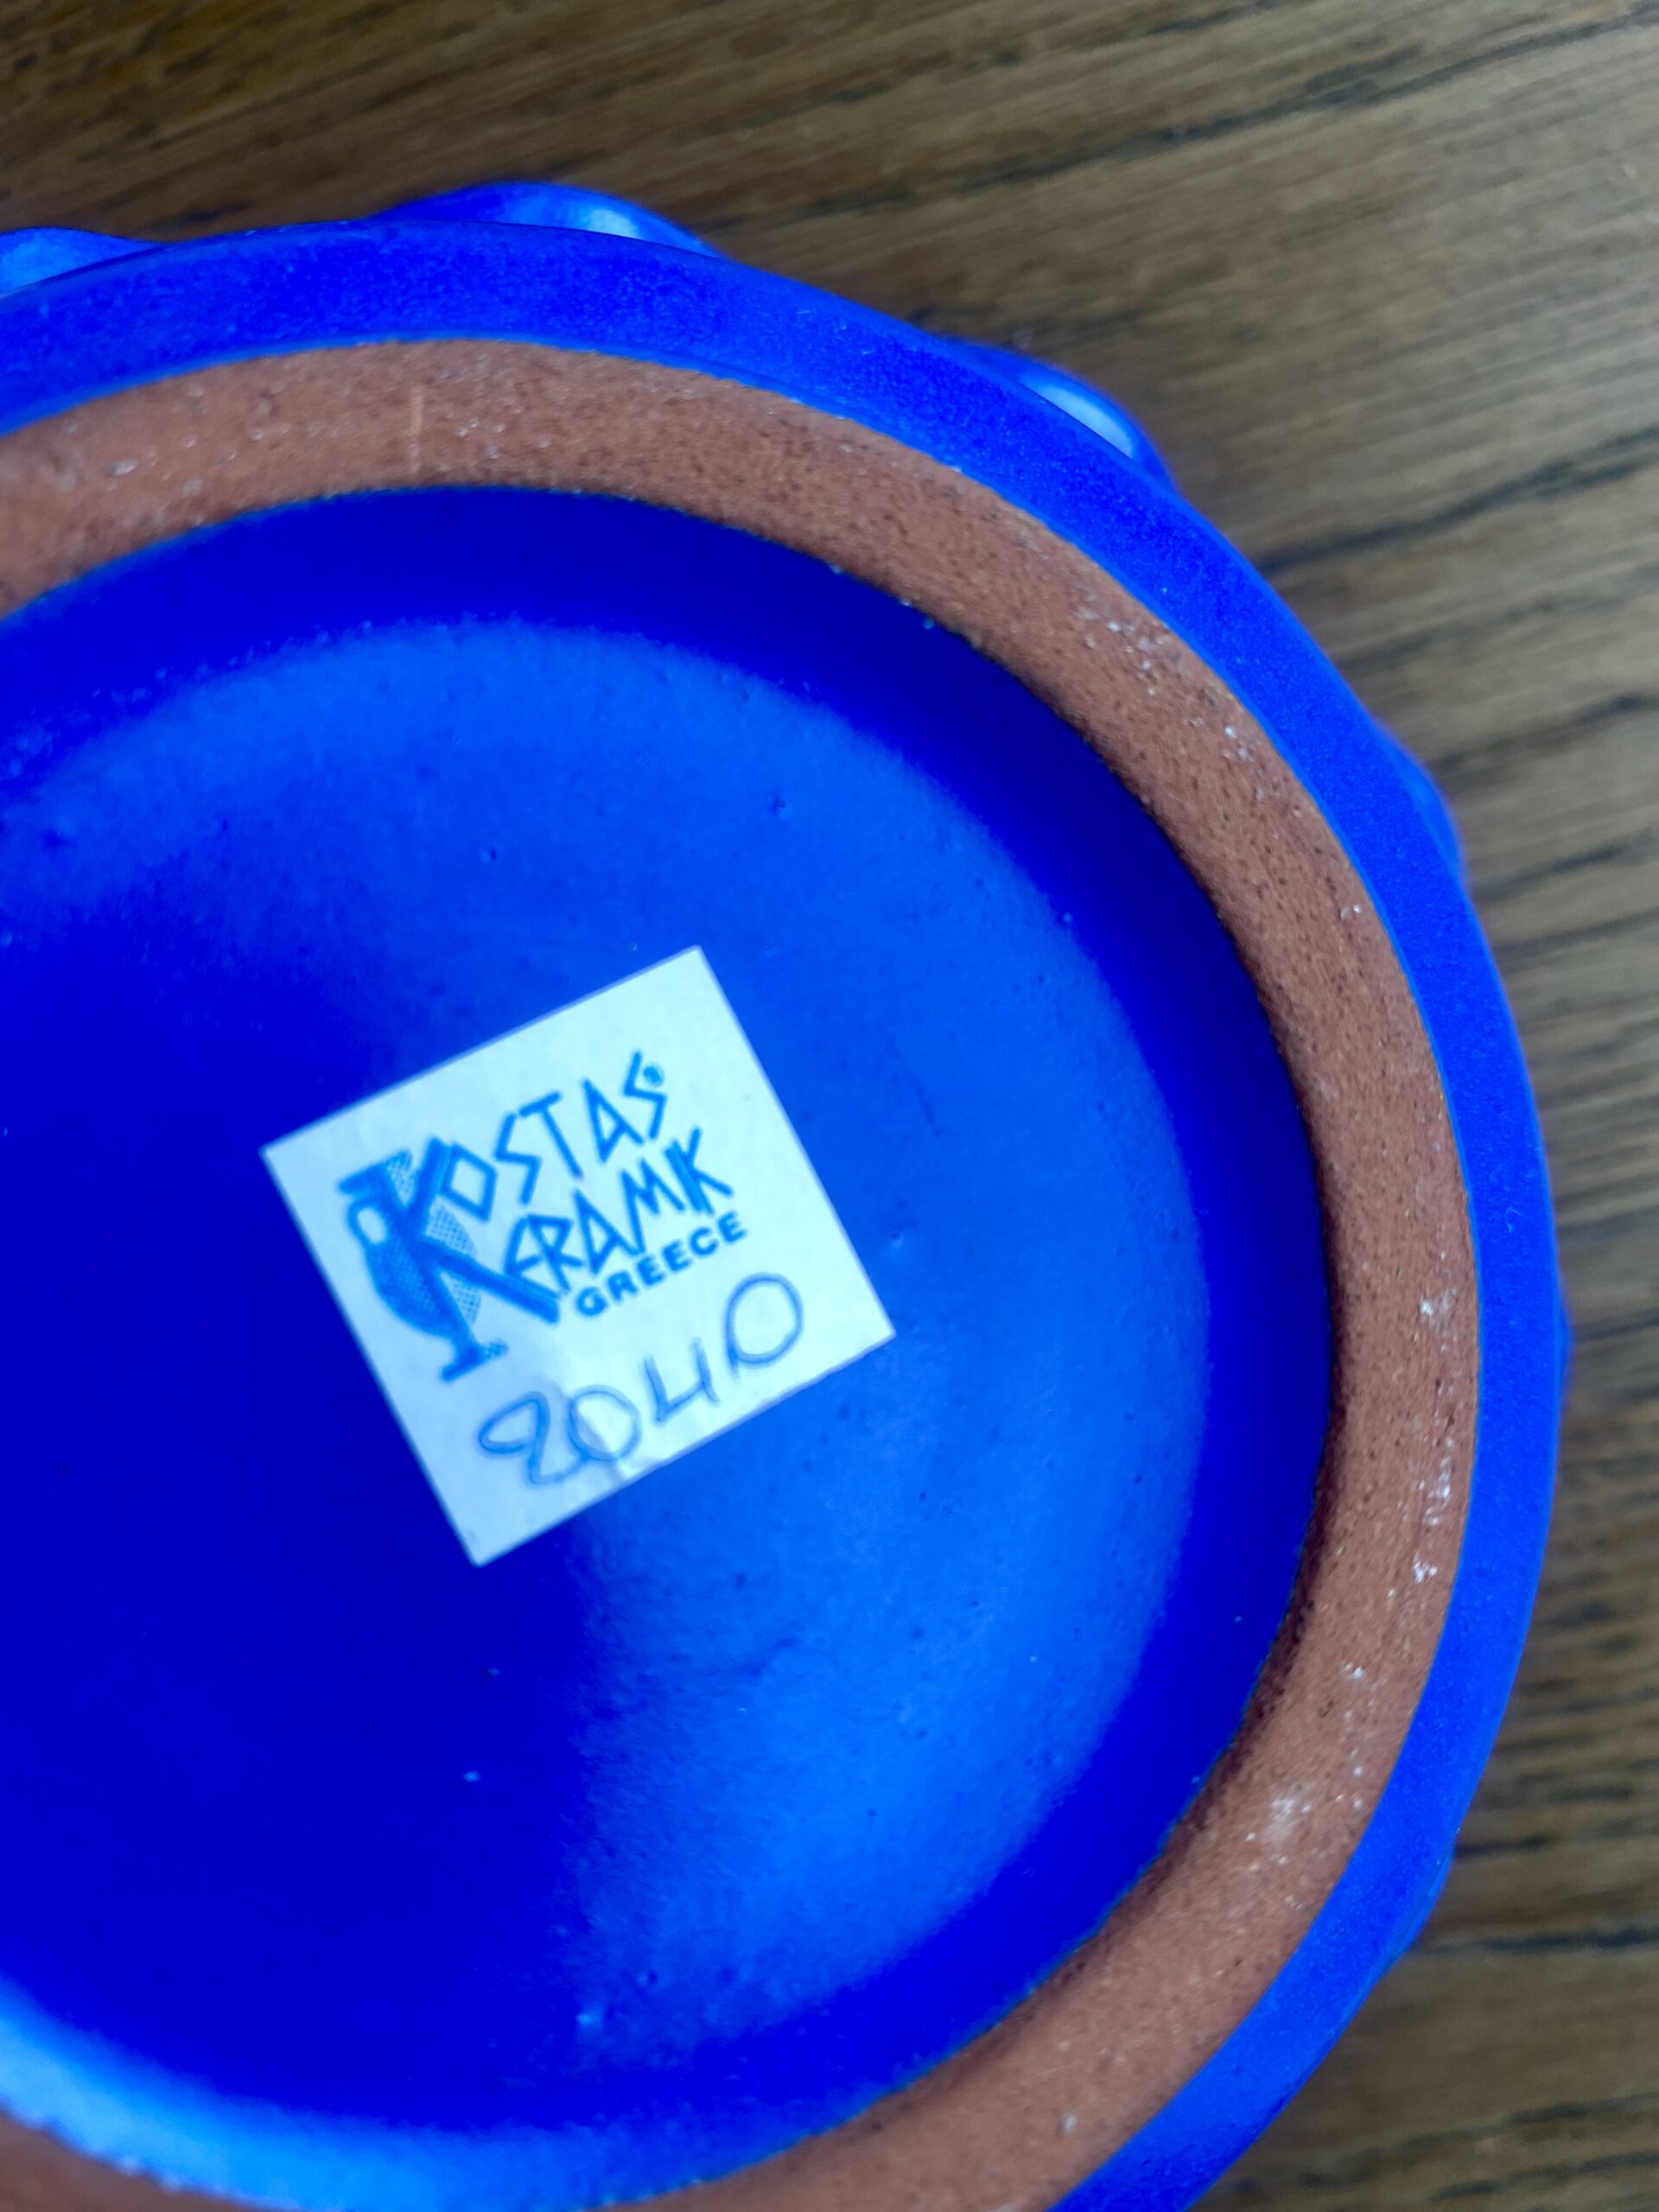 KOSTAS®
KERAMIK
GREECE
2040